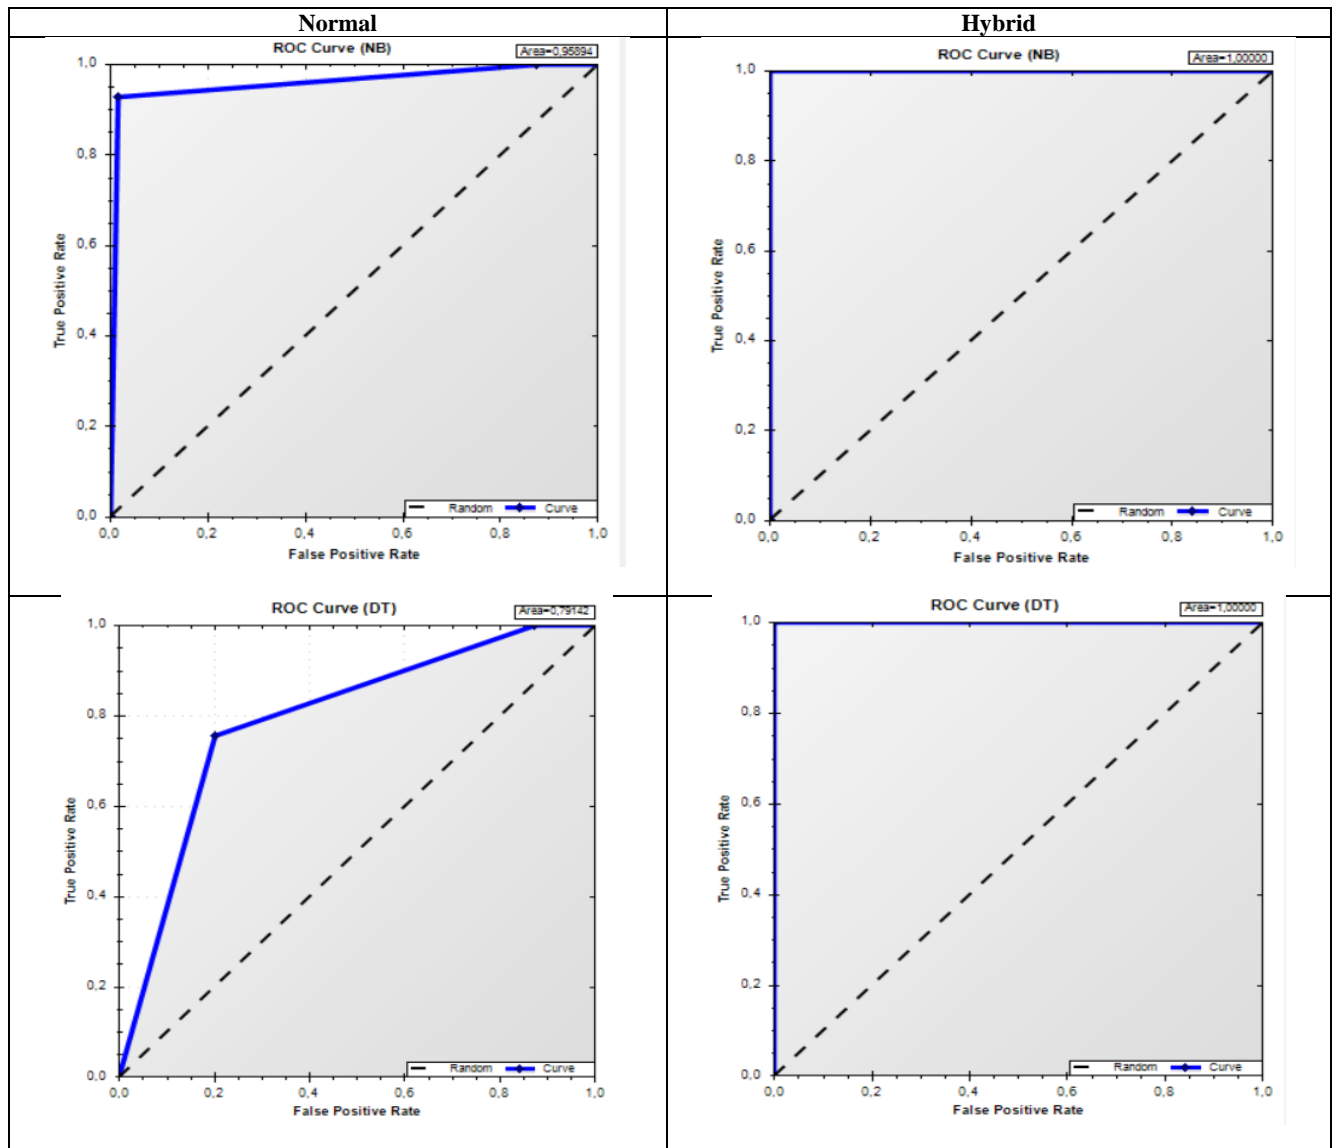 Normal
Hybrid
ROC Curve (NB)
Area=0,95894
1,0
0,8
0,6
0,4
0,2
0,0
True Positive Rate
0,0 0,2 0,4 0,6 0,8 1,0
False Positive Rate
Random Curve
ROC Curve (NB)
Area=1,00000
1,0
0,8
0,6
0,4
0,2
0,0
True Positive Rate
0,0 0,2 0,4 0,6 0,8 1,0
False Positive Rate
Random Curve
ROC Curve (DT)
Area=0,79142
1,0
0,8
0,6
0,4
0,2
0,0
True Positive Rate
0,0 0,2 0,4 0,6 0,8 1,0
False Positive Rate
Random Curve
ROC Curve (DT)
Area=1,00000
1,0
0,8
0,6
0,4
0,2
0,0
True Positive Rate
0,0 0,2 0,4 0,6 0,8 1,0
False Positive Rate
Random Curve